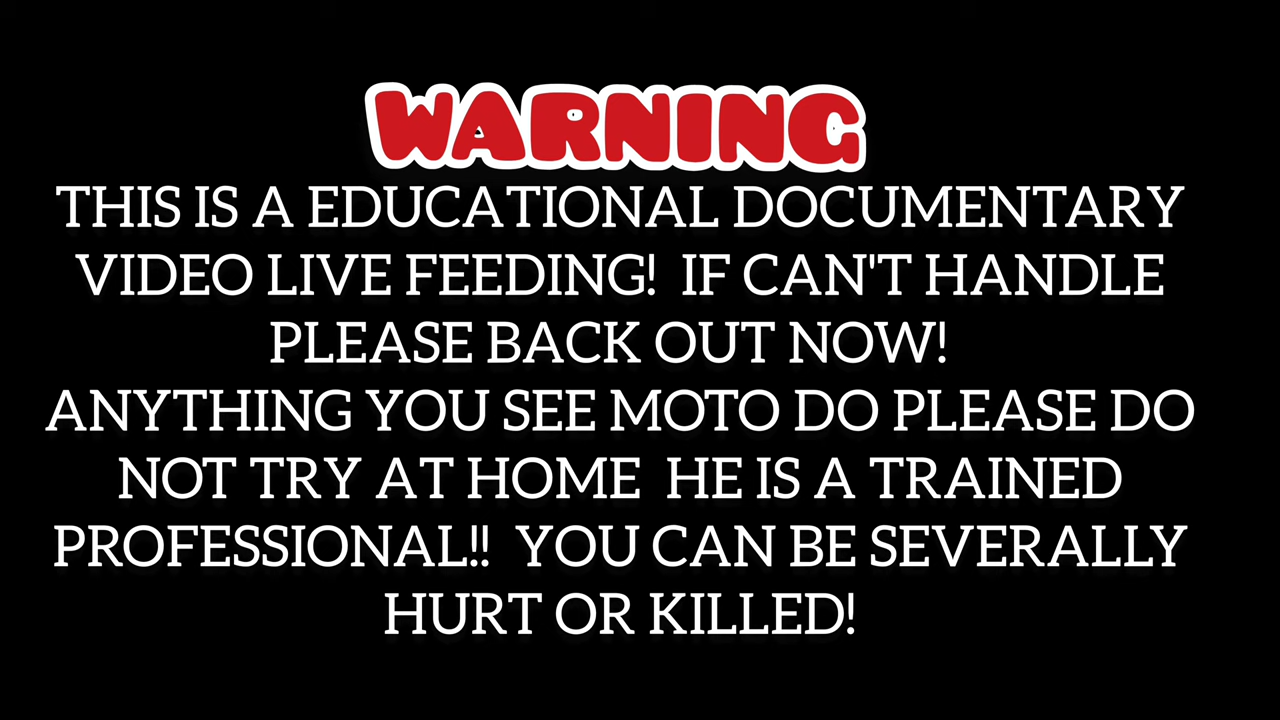 WARNING
THIS IS A EDUCATIONAL DOCUMENTARY
VIDEO LIVE FEEDING! IF CAN'T HANDLE
PLEASE BACK OUT NOW!
ANYTHING YOU SEE MOTO DO PLEASE DO
NOT TRY AT HOME HE IS A TRAINED
PROFESSIONAL!! YOU CAN BE SEVERALLY
HURT OR KILLED!